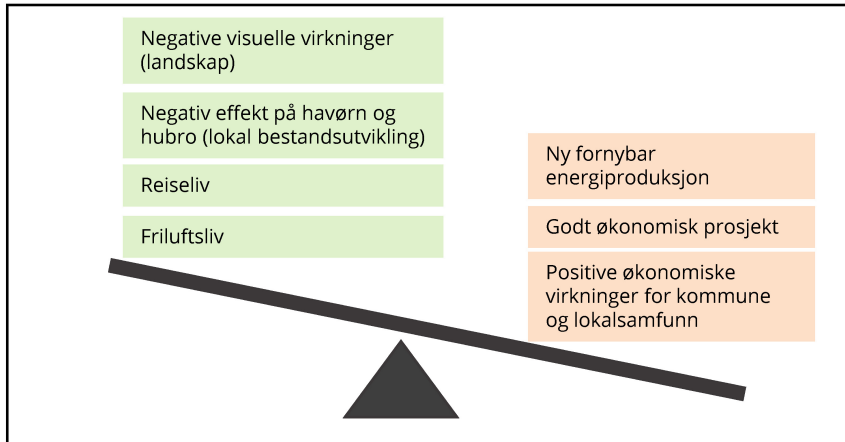 Negative visuelle virkninger
(landskap)
Negativ effekt på havørn og
hubro (lokal bestandsutvikling)
Reiseliv
Friluftsliv
Ny fornybar
energiproduksjon
Godt økonomisk prosjekt
Positive økonomiske
virkninger for kommune
og lokalsamfunn